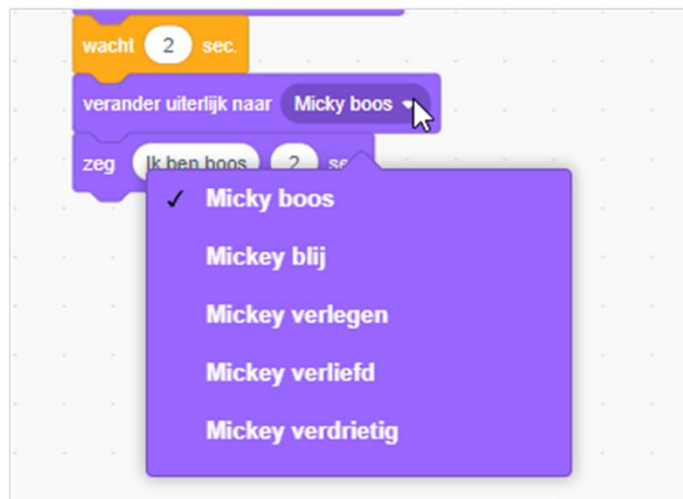 wacht 2 sec.
verander uiterlijk naar Micky boos
zeg Ik ben boos 2
Micky boos
Mickey blij
Mickey verlegen
Mickey verliefd
Mickey verdrietig